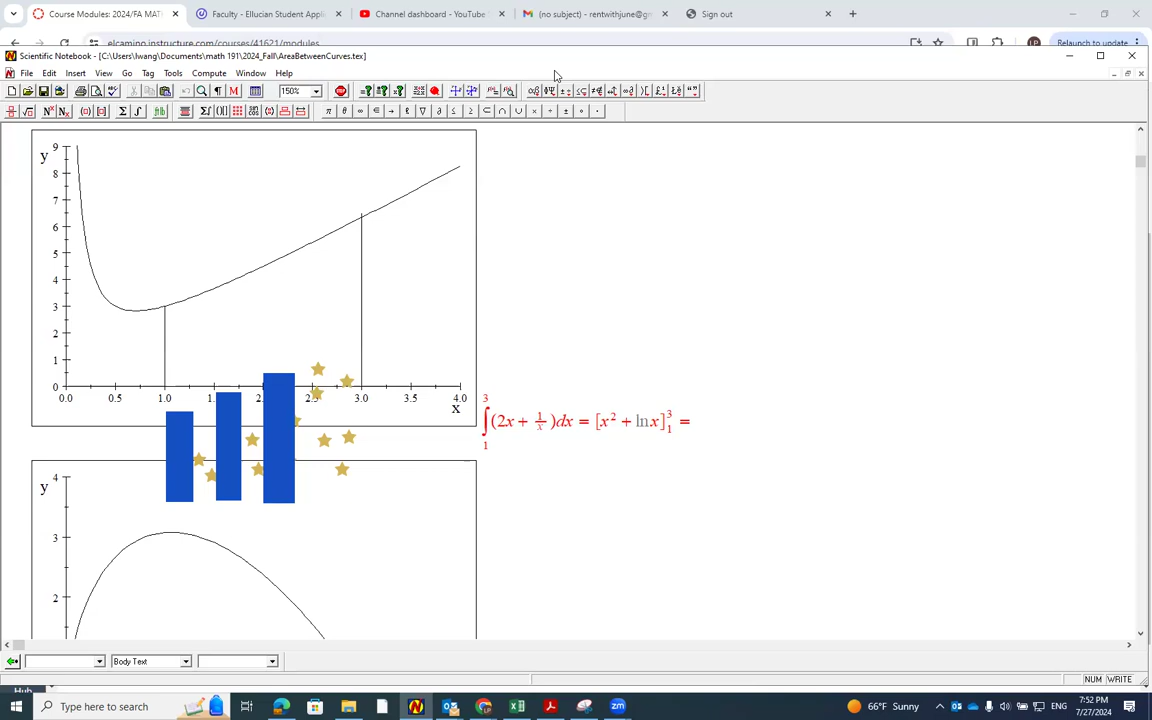 Course Modules: 2024/FA MAT
Faculty - Ellucian Student Appli
Channel dashboard - YouTube
(no subject) - rentwithjune@gm
Sign out
elcamino.instructure.com/courses/41621/modules
Relaunch to update
Scientific Notebook - [C:\Users\lwang\Documents\math 191\2024_Fall\AreaBetweenCurves.tex]
File Edit Insert View Go Tag Tools Compute Window Help
150%
y
9
8
7
6
5
4
3
2
1
0
0.0 0.5 1.0 1.5 2.0 2.5 3.0 3.5 4.0
x
∫₁³(2x + 1/x)dx = [x² + ln x]₁³ =
y
4
3
2
Body Text
NUM WRITE
Hub
Type here to search
66°F Sunny
ENG
7:52 PM
7/27/2024